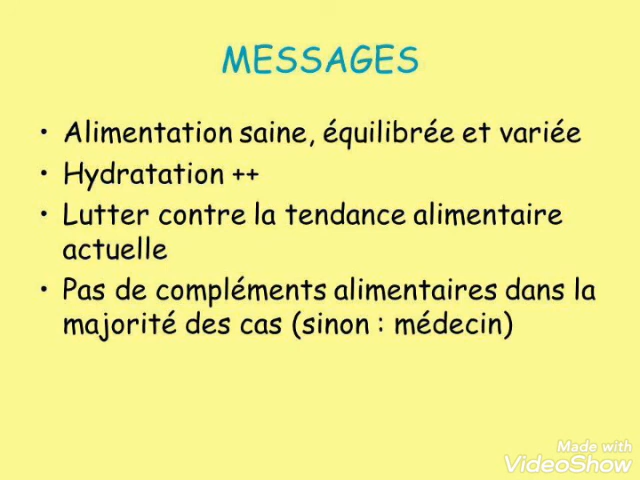 MESSAGES
• Alimentation saine, équilibrée et variée
• Hydratation ++
• Lutter contre la tendance alimentaire
actuelle
• Pas de compléments alimentaires dans la
majorité des cas (sinon : médecin)
Made with
VideoShow